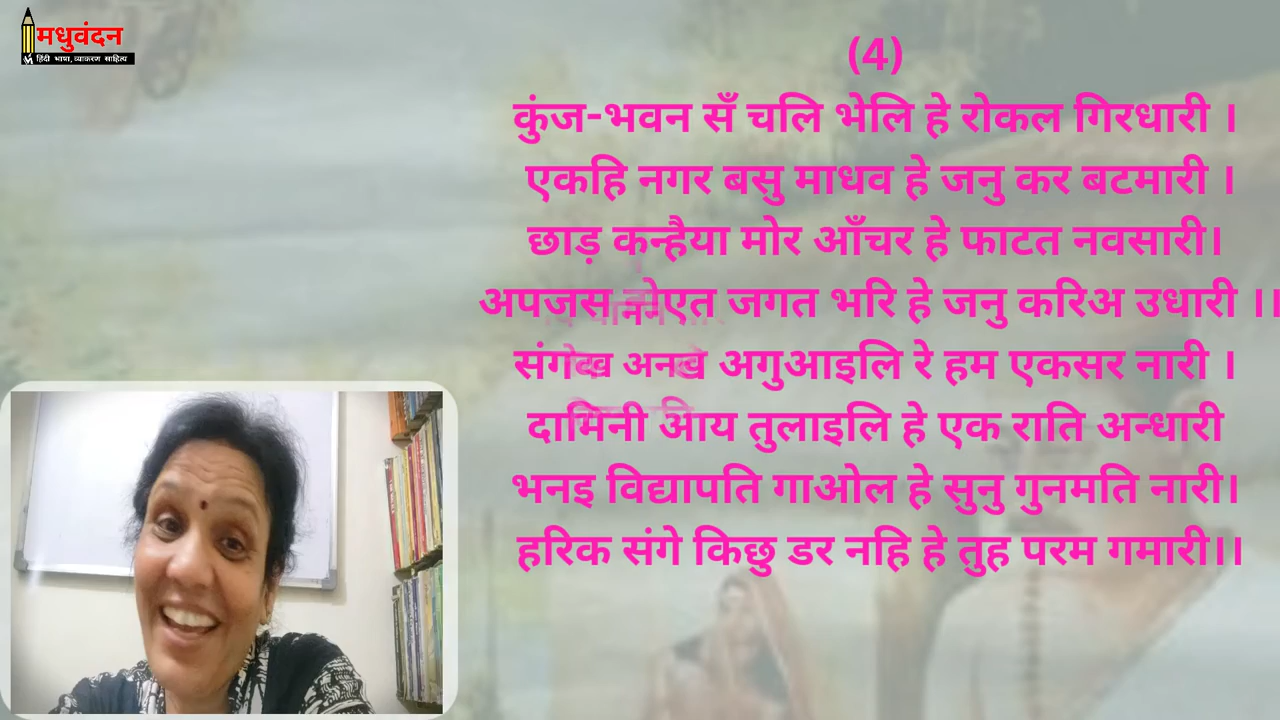 मधुवंदन
हिंदी भाषा, व्याकरण साहित्य
(4)
कुंज-भवन सँ चलि भेलि हे रोकल गिरधारी ।
एकहि नगर बसु माधव हे जनु कर बटमारी ।
छाड़ कन्हैया मोर आँचर हे फाटत नवसारी।
अपजस होएत जगत भरि हे जनु करिअ उधारी ।।
संगक अगुआइलि रे हम एकसर नारी ।
दामिनी आय तुलाइलि हे एक राति अन्धारी
भनइ विद्यापति गाओल हे सुनु गुनमति नारी।
हरिक संगे किछु डर नहि हे तुह परम गमारी।।